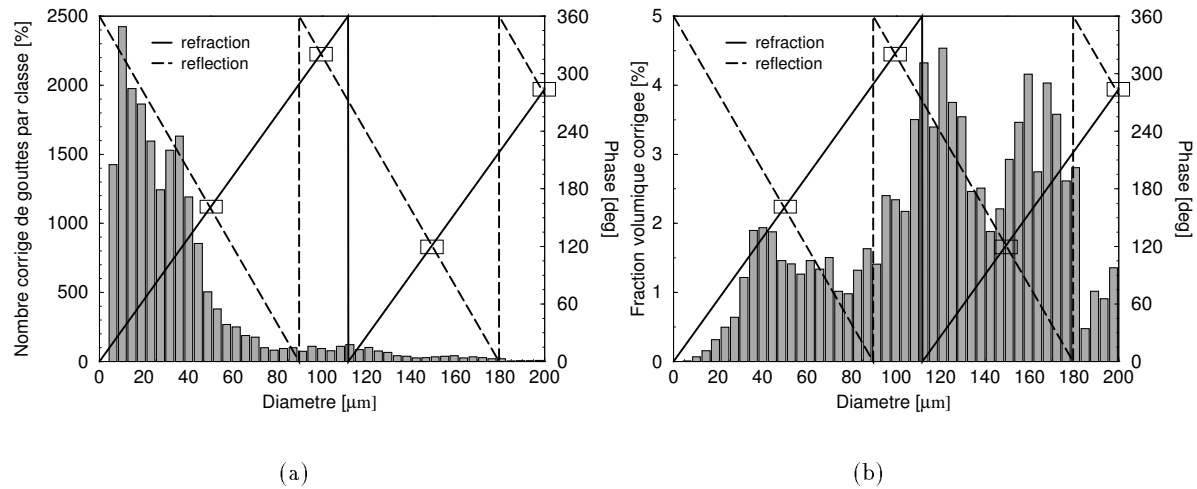 2500
2000
1500
1000
500
0
Nombre corrige de gouttes par classe [%]
refraction
reflection
360
300
240
180
120
60
0
Phase [deg]
0 20 40 60 80 100 120 140 160 180 200
Diametre [μm]
(a)
5
4
3
2
1
0
Fraction volumique corrigee [%]
refraction
reflection
360
300
240
180
120
60
0
Phase [deg]
0 20 40 60 80 100 120 140 160 180 200
Diametre [μm]
(b)